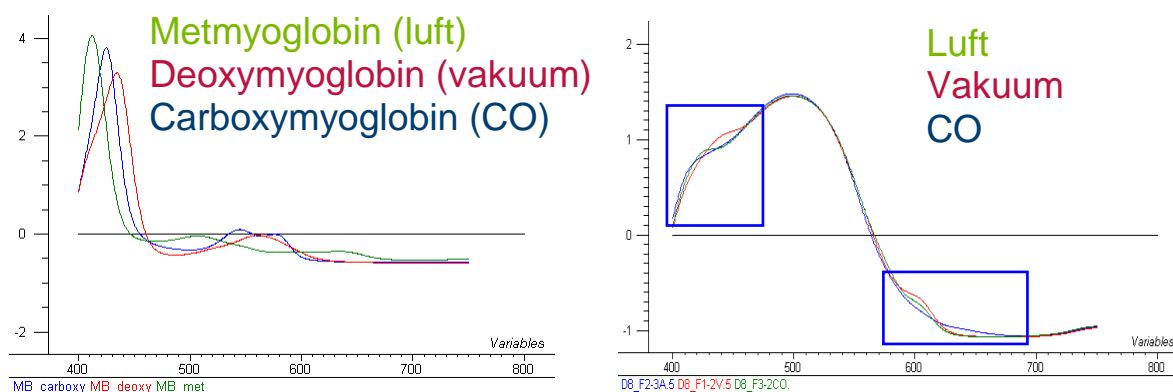 Metmyoglobin (luft)
Deoxymyoglobin (vakuum)
Carboxymyoglobin (CO)
4
2
0
-2
Variables
400 500 600 700 800
MB_carboxy MB_deoxy MB_met
Luft
Vakuum
CO
2
1
0
-1
Variables
400 500 600 700 800
D8_F2-3A.5 D8_F1-2V.5 D8_F3-2CO.